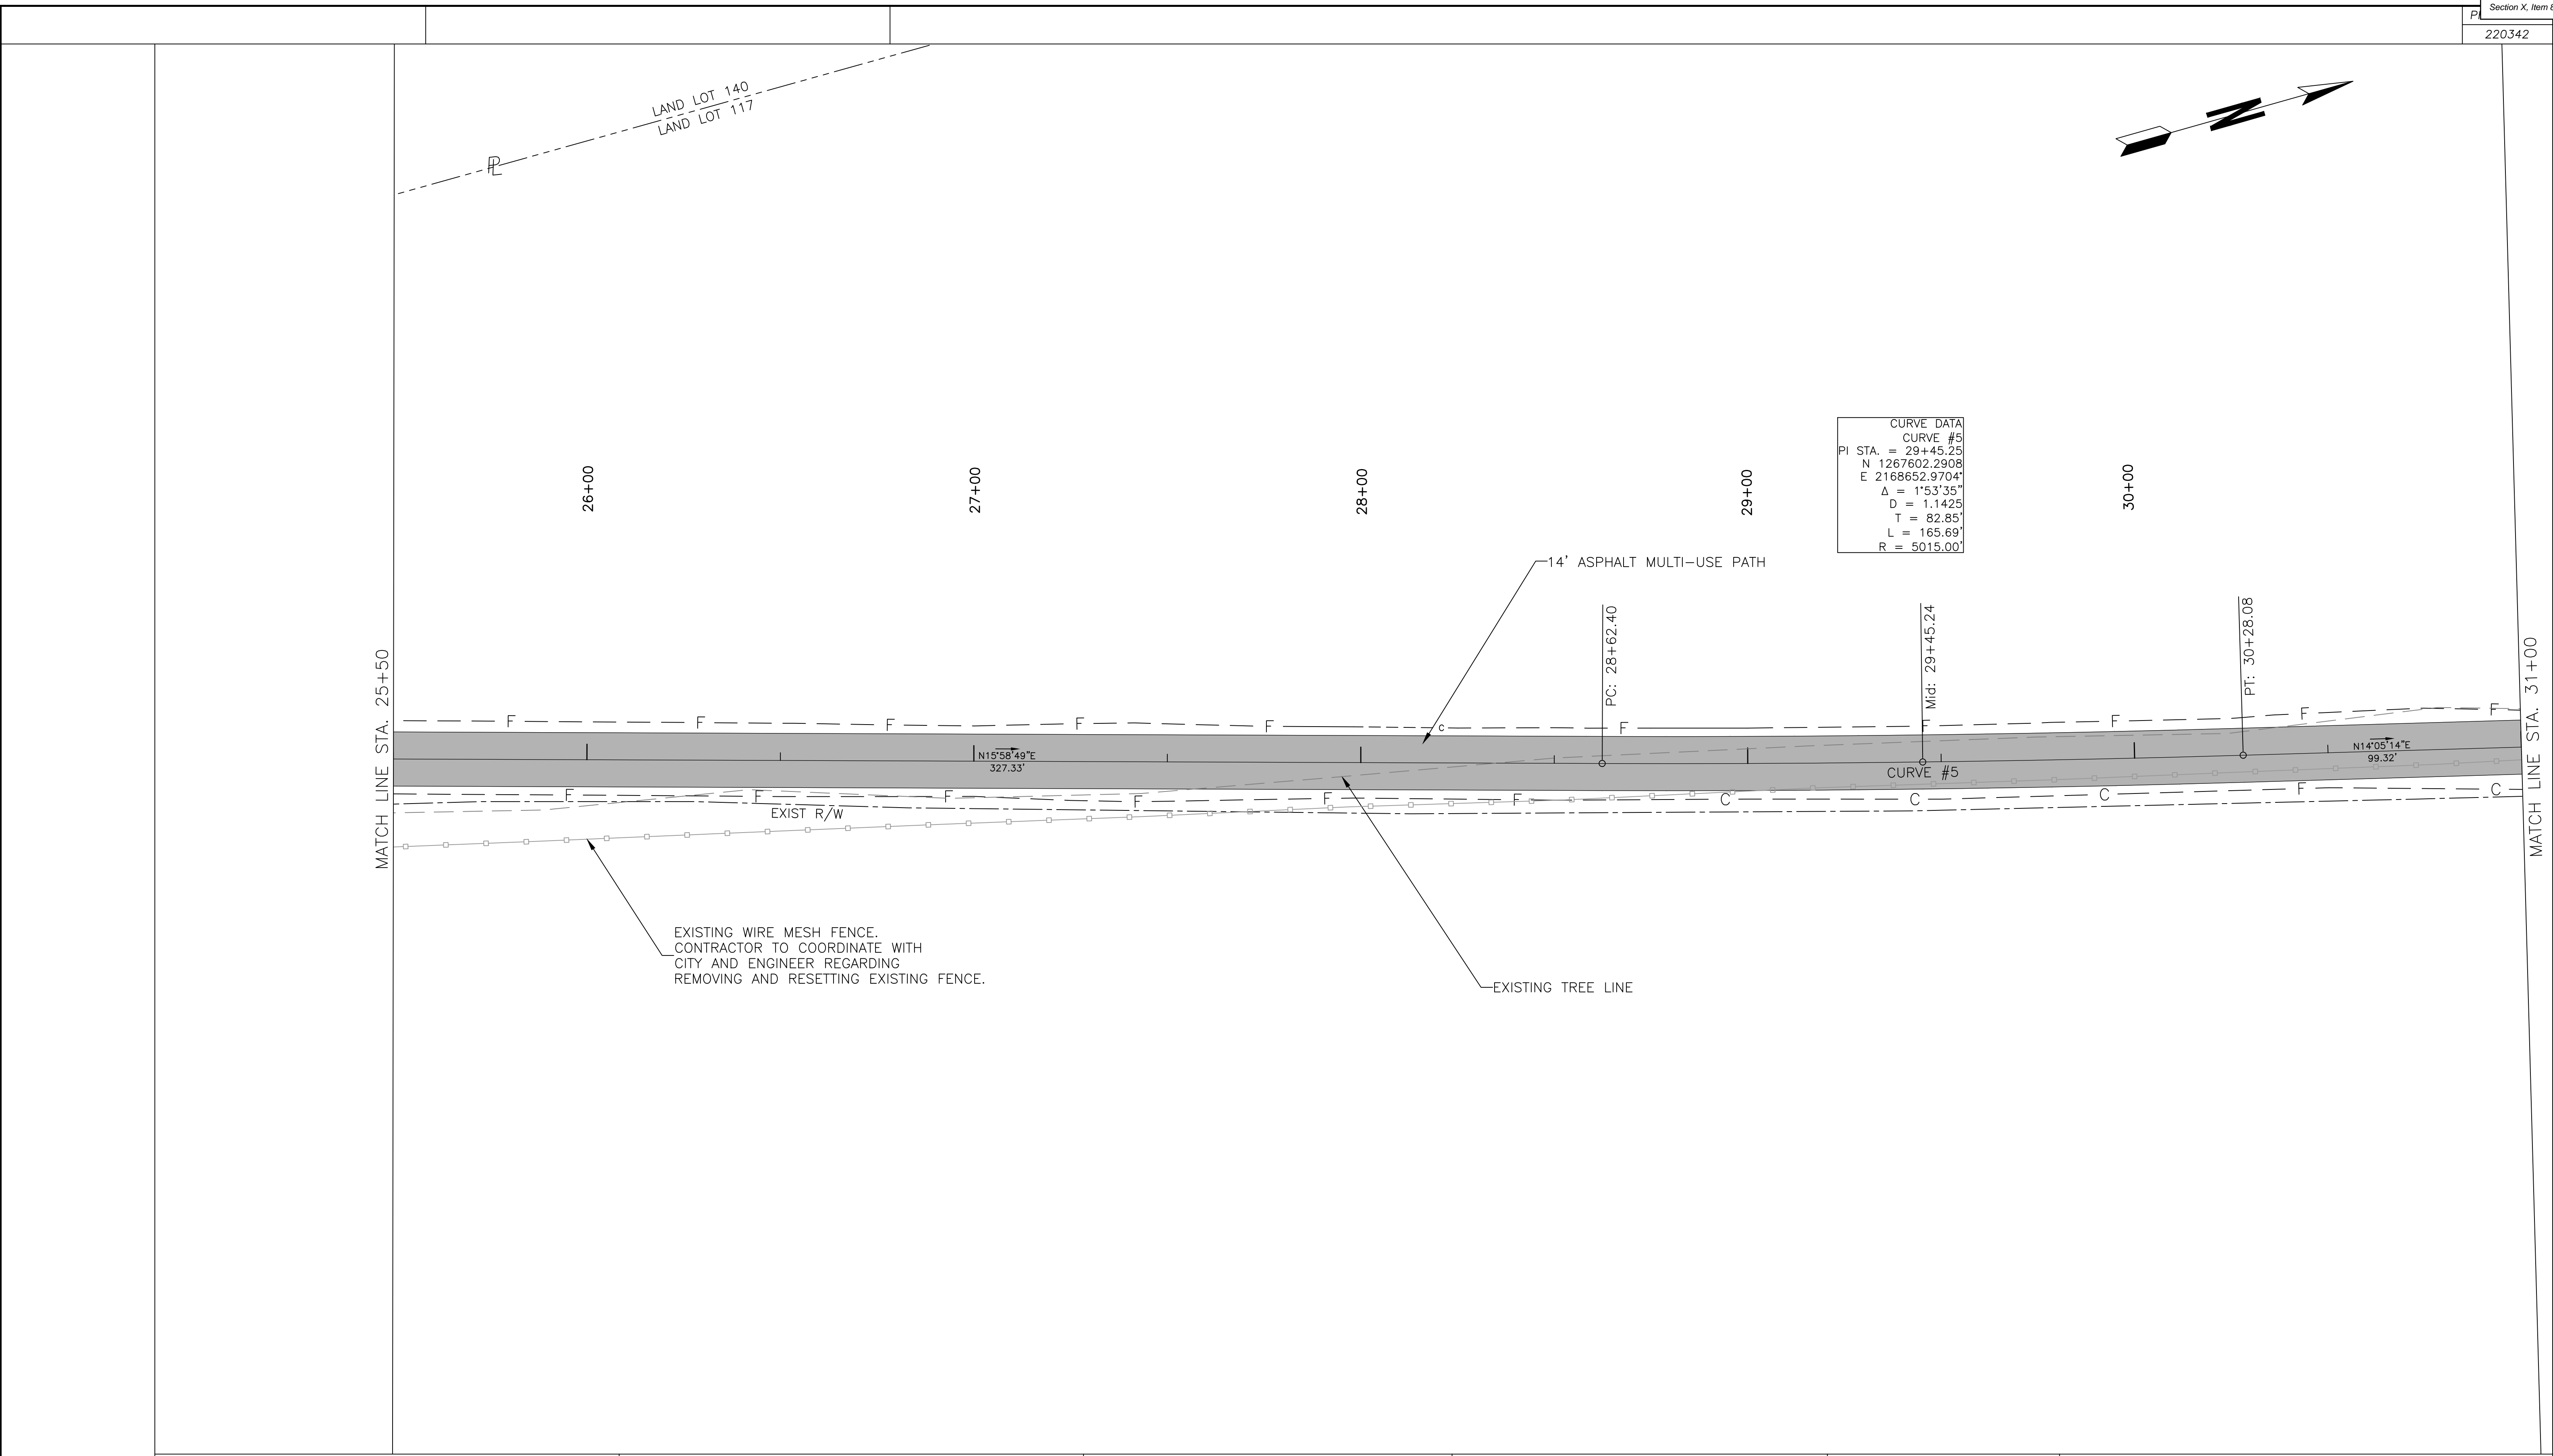 Section X, Item 8
220342
LAND LOT 140
LAND LOT 117
PL
N
26+00
27+00
28+00
29+00
30+00
CURVE DATA
CURVE #5
PI STA. = 29+45.25
N 1267602.2908
E 2168652.9704'
Δ = 1°53'35"
D = 1.1425
T = 82.85'
L = 165.69'
R = 5015.00'
14' ASPHALT MULTI-USE PATH
PC: 28+62.40
Mid: 29+45.24
PT: 30+28.08
MATCH LINE STA. 25+50
MATCH LINE STA. 31+00
F F F F F c F F F F F
N15°58'49"E
327.33'
N14°05'14"E
99.32'
CURVE #5
F F F F F F C C C F C
EXIST R/W
EXISTING WIRE MESH FENCE.
CONTRACTOR TO COORDINATE WITH
CITY AND ENGINEER REGARDING
REMOVING AND RESETTING EXISTING FENCE.
EXISTING TREE LINE